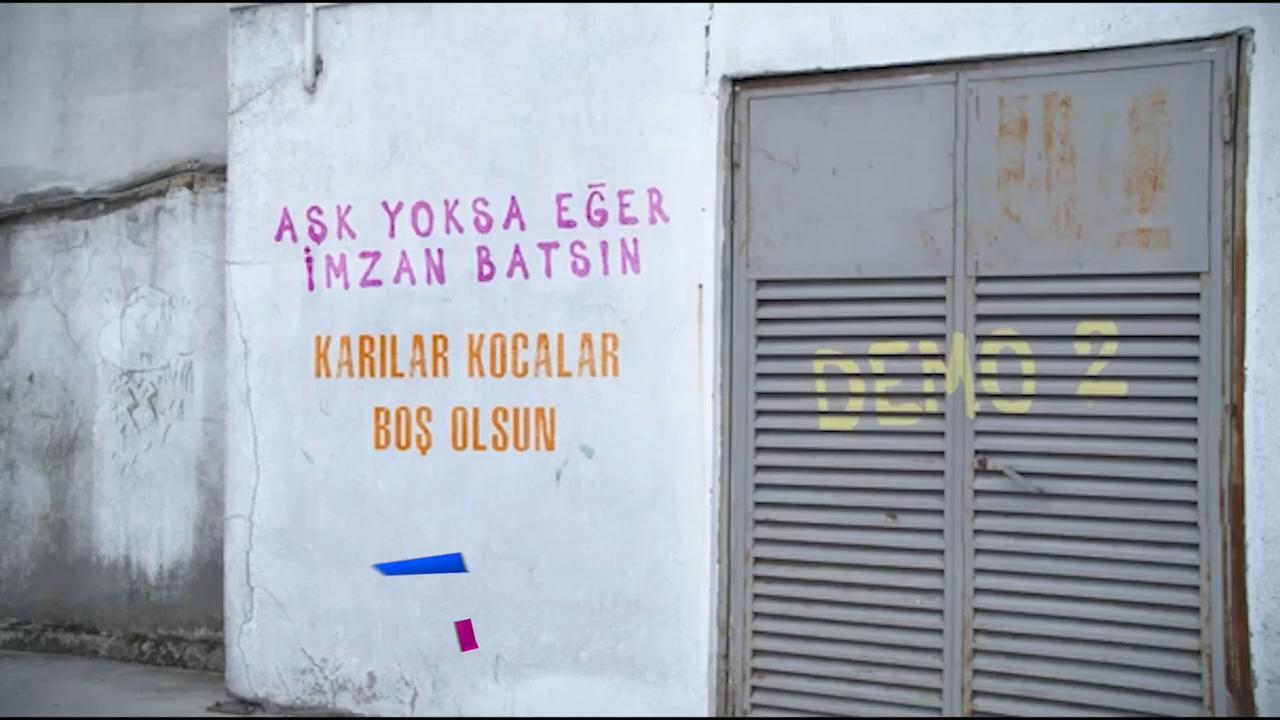 AŞK YOKSA EĞER
İMZAN BATSIN
KARILAR KOCALAR
BOŞ OLSUN
DEMO 2